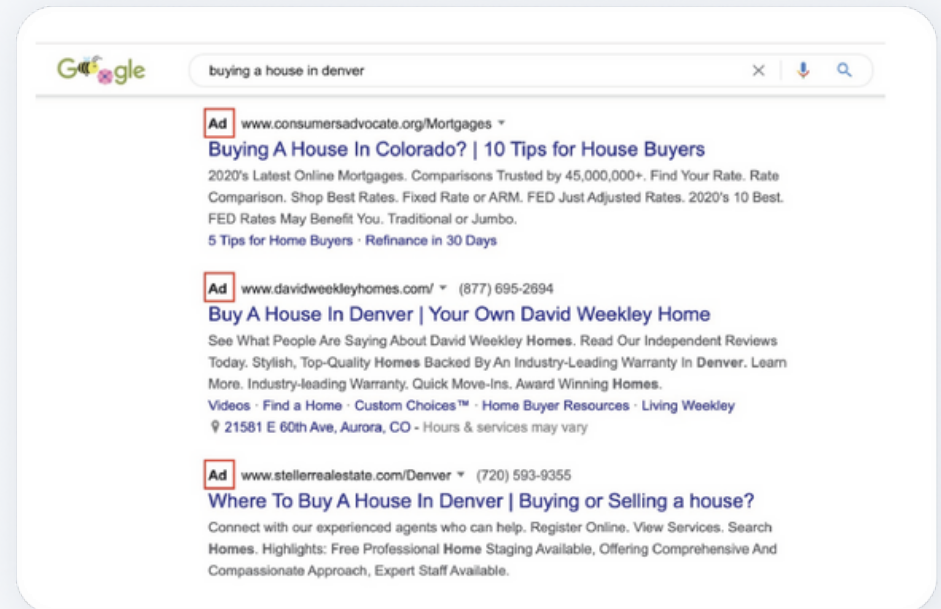 Google
buying a house in denver
Ad www.consumersadvocate.org/Mortgages
Buying A House In Colorado? | 10 Tips for House Buyers
2020's Latest Online Mortgages. Comparisons Trusted by 45,000,000+. Find Your Rate. Rate
Comparison. Shop Best Rates. Fixed Rate or ARM. FED Just Adjusted Rates. 2020's 10 Best.
FED Rates May Benefit You. Traditional or Jumbo.
5 Tips for Home Buyers · Refinance in 30 Days
Ad www.davidweekleyhomes.com/ (877) 695-2694
Buy A House In Denver | Your Own David Weekley Home
See What People Are Saying About David Weekley Homes. Read Our Independent Reviews
Today. Stylish, Top-Quality Homes Backed By An Industry-Leading Warranty In Denver. Learn
More. Industry-leading Warranty. Quick Move-Ins. Award Winning Homes.
Videos · Find a Home · Custom Choices™ · Home Buyer Resources · Living Weekley
21581 E 60th Ave, Aurora, CO - Hours & services may vary
Ad www.stellerrealestate.com/Denver (720) 593-9355
Where To Buy A House In Denver | Buying or Selling a house?
Connect with our experienced agents who can help. Register Online. View Services. Search
Homes. Highlights: Free Professional Home Staging Available, Offering Comprehensive And
Compassionate Approach, Expert Staff Available.